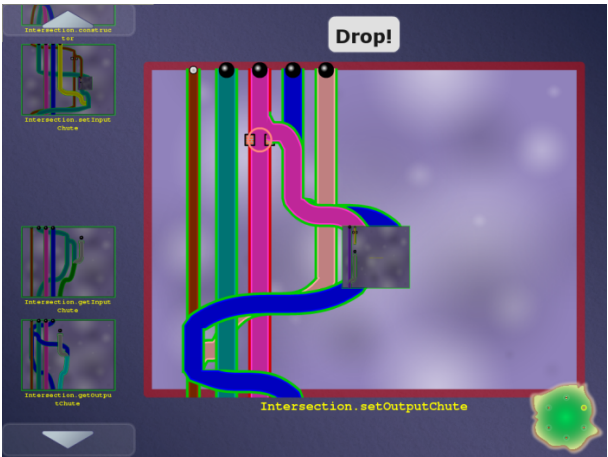 Intersection.construc
tor
Drop!
Intersection.setInput
Chute
Intersection.getInput
Chute
Intersection.getOutpu
tChute
Intersection.setOutputChute